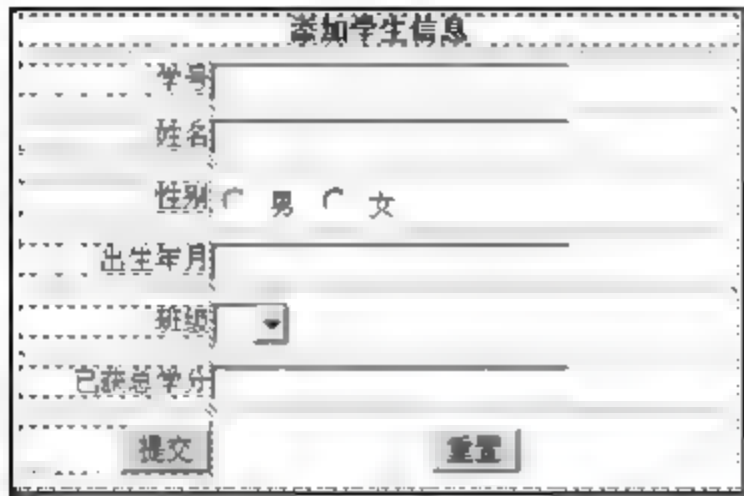 添加学生信息
学号
姓名
性别 男 女
出生年月
班级
已获总学分
提交 重置